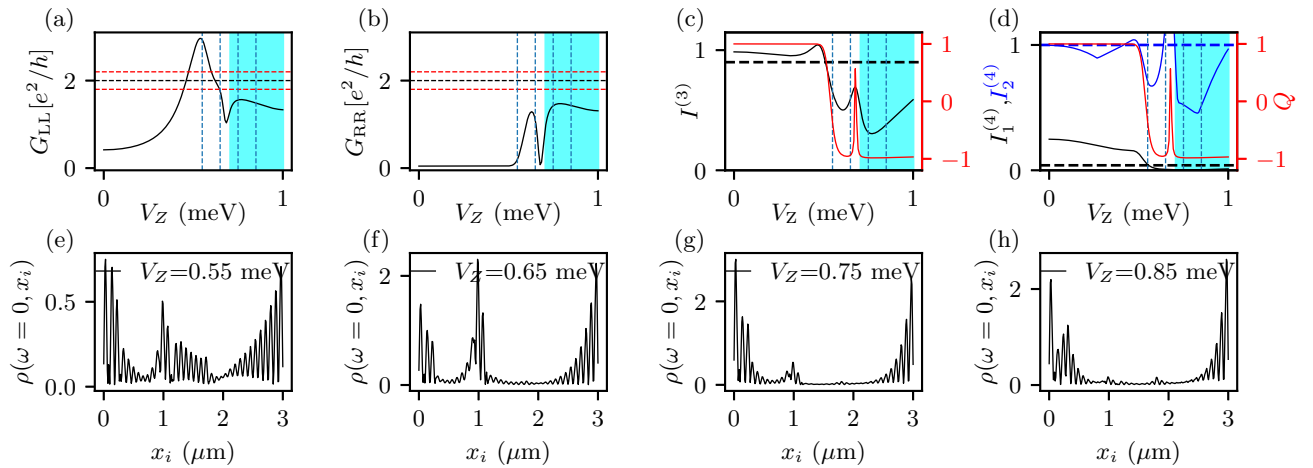 (a)
G_LL[e²/h]
2
0
0
1
V_Z (meV)
(b)
G_RR[e²/h]
2
0
0
1
V_Z (meV)
(c)
I^(3)
1
0
1
0
−1
0
1
V_Z (meV)
(d)
I_1^(4), I_2^(4)
1
0
1
0
−1
Q
0
1
V_Z (meV)
(e)
ρ(ω = 0, x_i)
V_Z=0.55 meV
0.5
0.0
0
1
2
3
x_i (μm)
(f)
ρ(ω = 0, x_i)
V_Z=0.65 meV
2
0
0
1
2
3
x_i (μm)
(g)
ρ(ω = 0, x_i)
V_Z=0.75 meV
2
0
0
1
2
3
x_i (μm)
(h)
ρ(ω = 0, x_i)
V_Z=0.85 meV
2
0
0
1
2
3
x_i (μm)